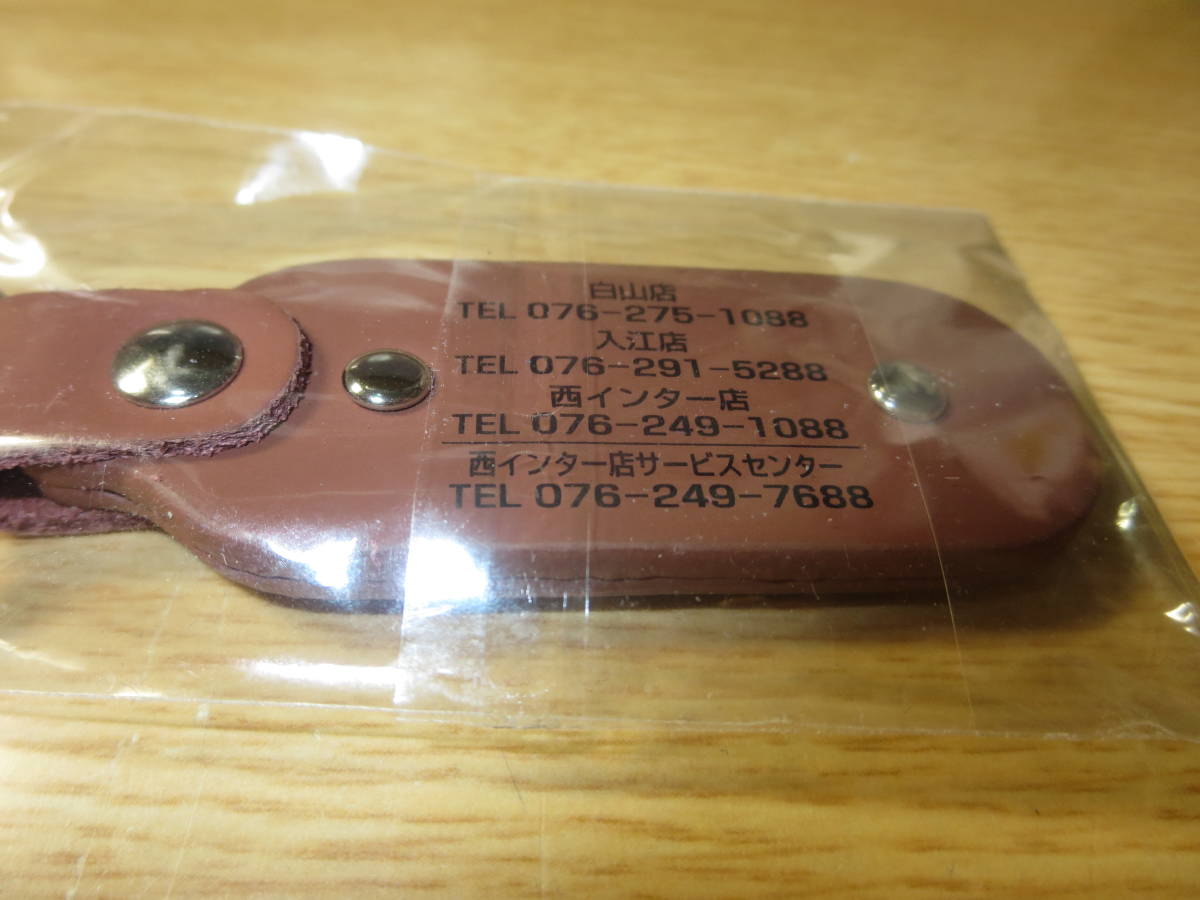 白山店
TEL 076-275-1088
入江店
TEL 076-291-5288
西インター店
TEL 076-249-1088
西インター店サービスセンター
TEL 076-249-7688